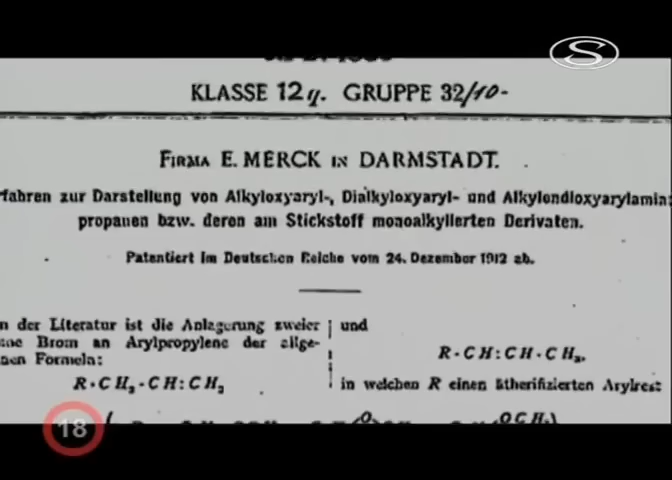 S
KLASSE 12q. GRUPPE 32/10-
FIRMA E. MERCK IN DARMSTADT.
fahren zur Darstellung von Alkyloxyaryl-, Dialkyloxyaryl- und Alkylendioxyarylamin
propanen bzw. deren am Stickstoff monoalkylierten Derivaten.
Patentiert im Deutschen Reiche vom 24. Dezember 1912 ab.
n der Literatur ist die Anlagerung zweier
Brom an Arylpropylene der allge-
nen Formeln:
R·CH₂·CH:CH₂
und
R·CH:CH·CH₃,
in welchen R einen ätherifizierten Arylrest
18